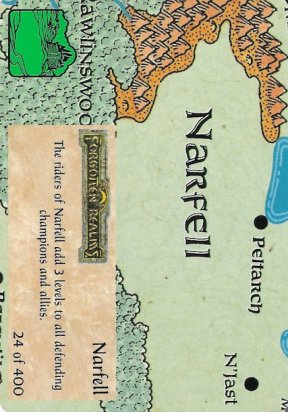 Rawlinswood
Narfell
Peltarch
N'Jast
FORGOTTEN REALMS
The riders of Narfell add 3 levels to all defending
champions and allies.
Narfell
24 of 400